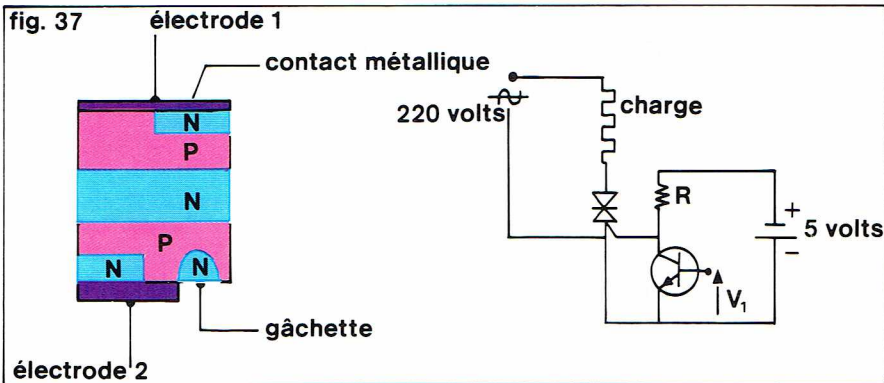 fig. 37
électrode 1
contact métallique
N
P
N
P
N
N
gâchette
électrode 2
220 volts
charge
R
+
5 volts
−
V₁